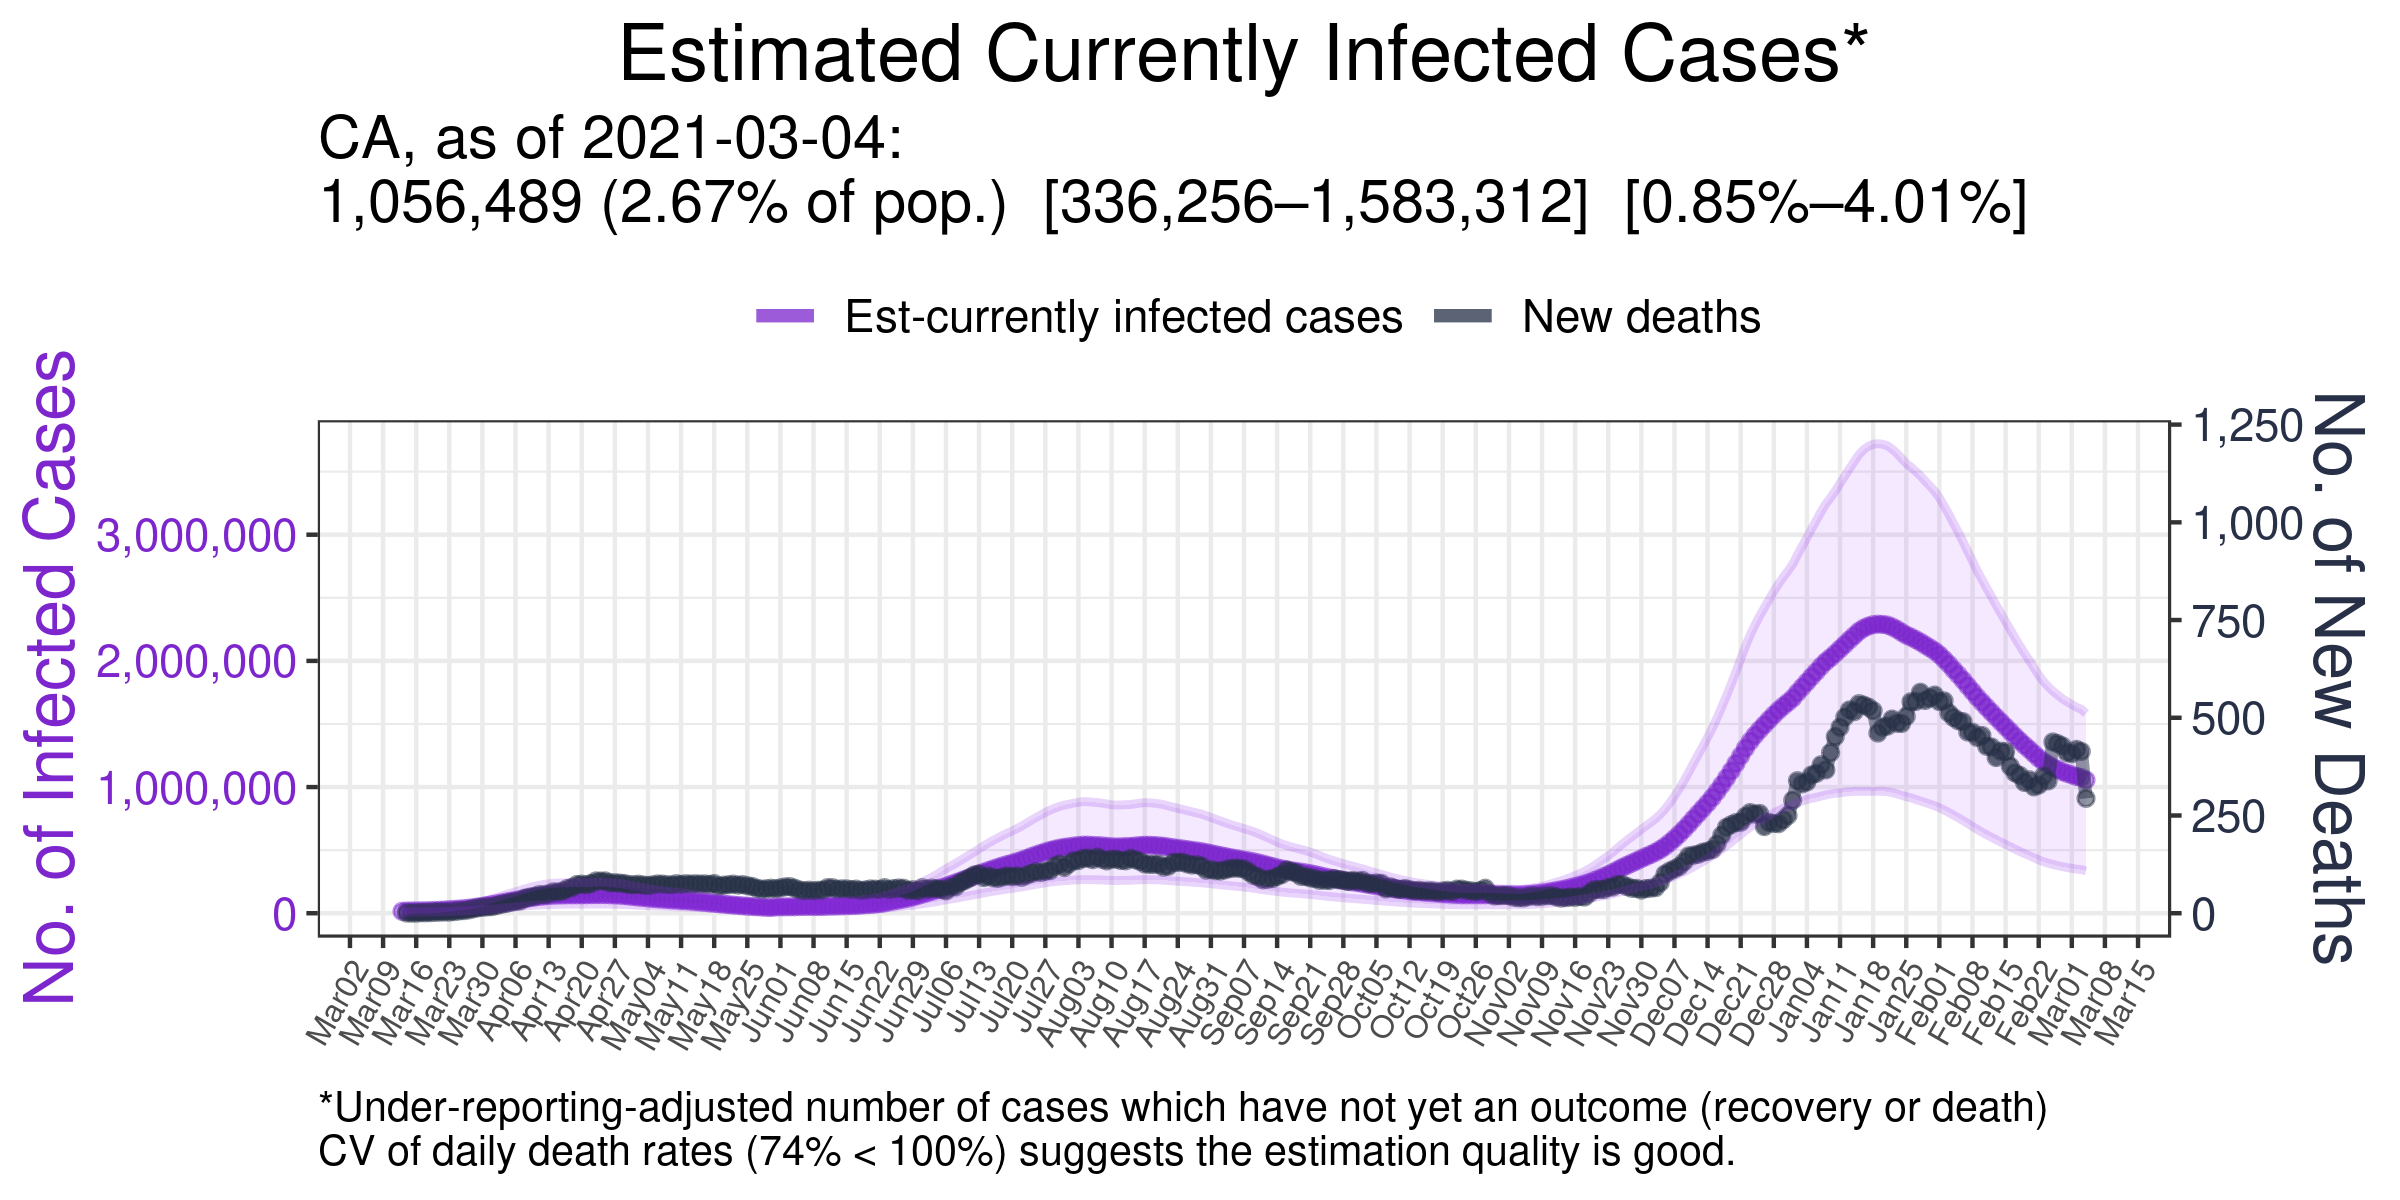 Estimated Currently Infected Cases*
CA, as of 2021-03-04:
1,056,489 (2.67% of pop.) [336,256–1,583,312] [0.85%–4.01%]
Est-currently infected cases
New deaths
No. of Infected Cases
3,000,000
2,000,000
1,000,000
0
1,250
1,000
750
500
250
0
No. of New Deaths
Mar02
Mar09
Mar16
Mar23
Mar30
Apr06
Apr13
Apr20
Apr27
May04
May11
May18
May25
Jun01
Jun08
Jun15
Jun22
Jun29
Jul06
Jul13
Jul20
Jul27
Aug03
Aug10
Aug17
Aug24
Aug31
Sep07
Sep14
Sep21
Sep28
Oct05
Oct12
Oct19
Oct26
Nov02
Nov09
Nov16
Nov23
Nov30
Dec07
Dec14
Dec21
Dec28
Jan04
Jan11
Jan18
Jan25
Feb01
Feb08
Feb15
Feb22
Mar01
Mar08
Mar15
*Under-reporting-adjusted number of cases which have not yet an outcome (recovery or death)
CV of daily death rates (74% < 100%) suggests the estimation quality is good.